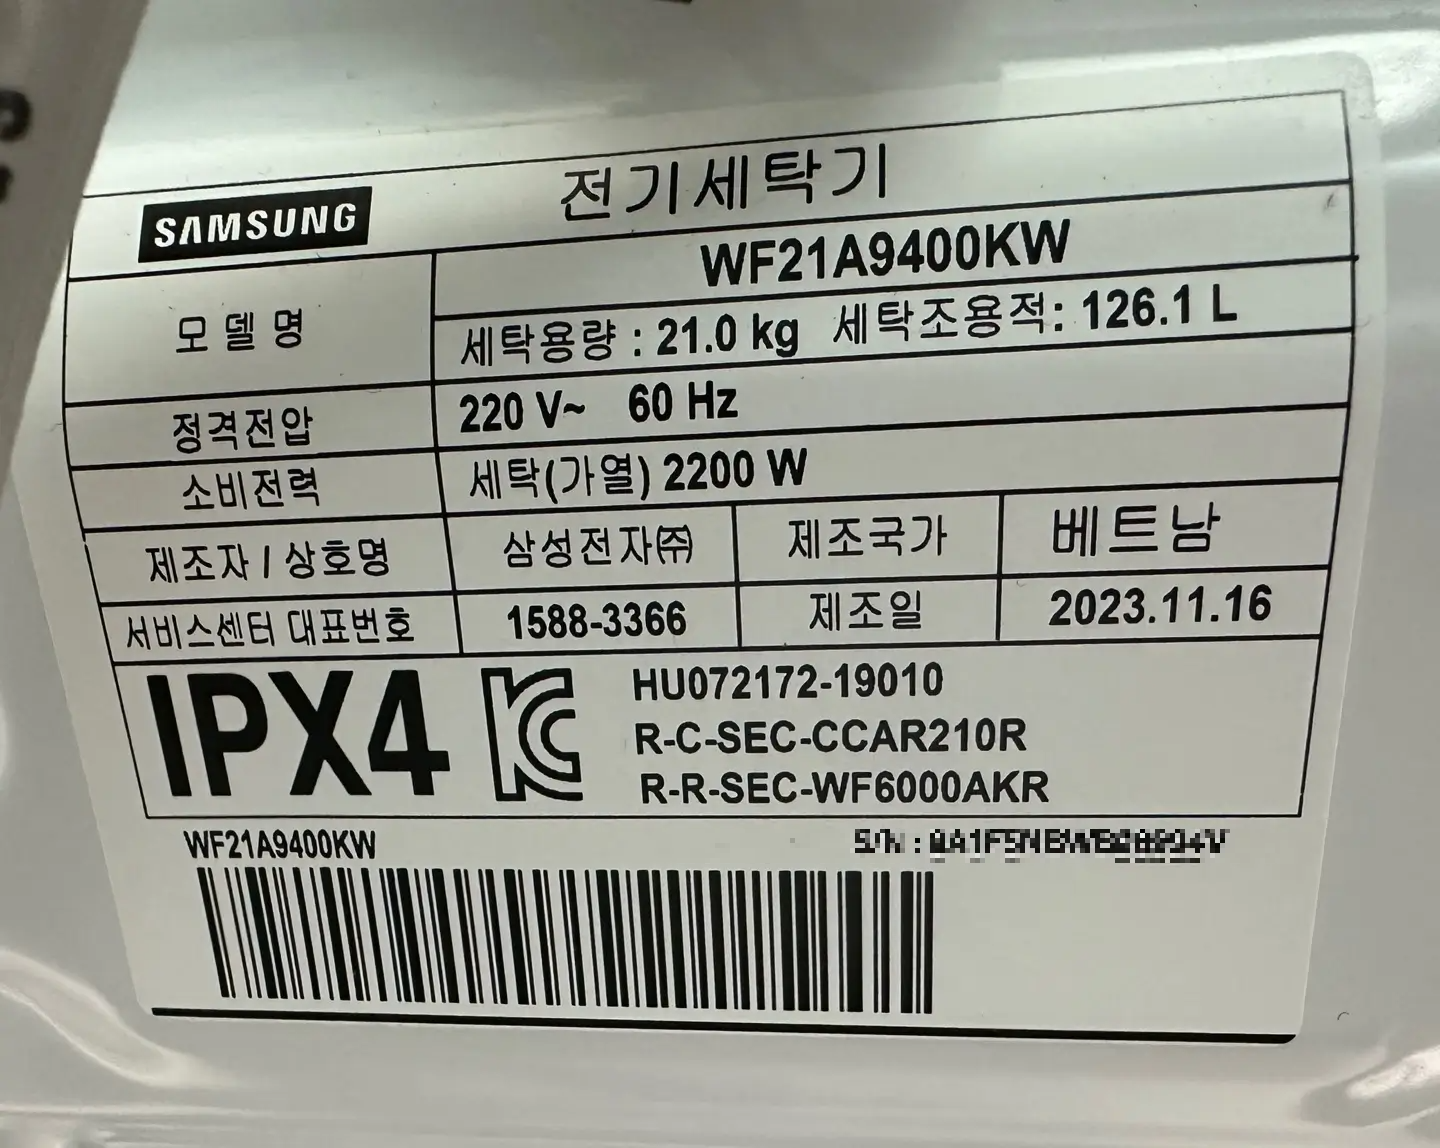 SAMSUNG 전기세탁기
모델명 WF21A9400KW
세탁용량 : 21.0 kg 세탁조용적: 126.1 L
정격전압 220 V~ 60 Hz
소비전력 세탁(가열) 2200 W
제조자 / 상호명 삼성전자㈜ 제조국가 베트남
서비스센터 대표번호 1588-3366 제조일 2023.11.16
IPX4 HU072172-19010
R-C-SEC-CCAR210R
R-R-SEC-WF6000AKR
WF21A9400KW S/N :